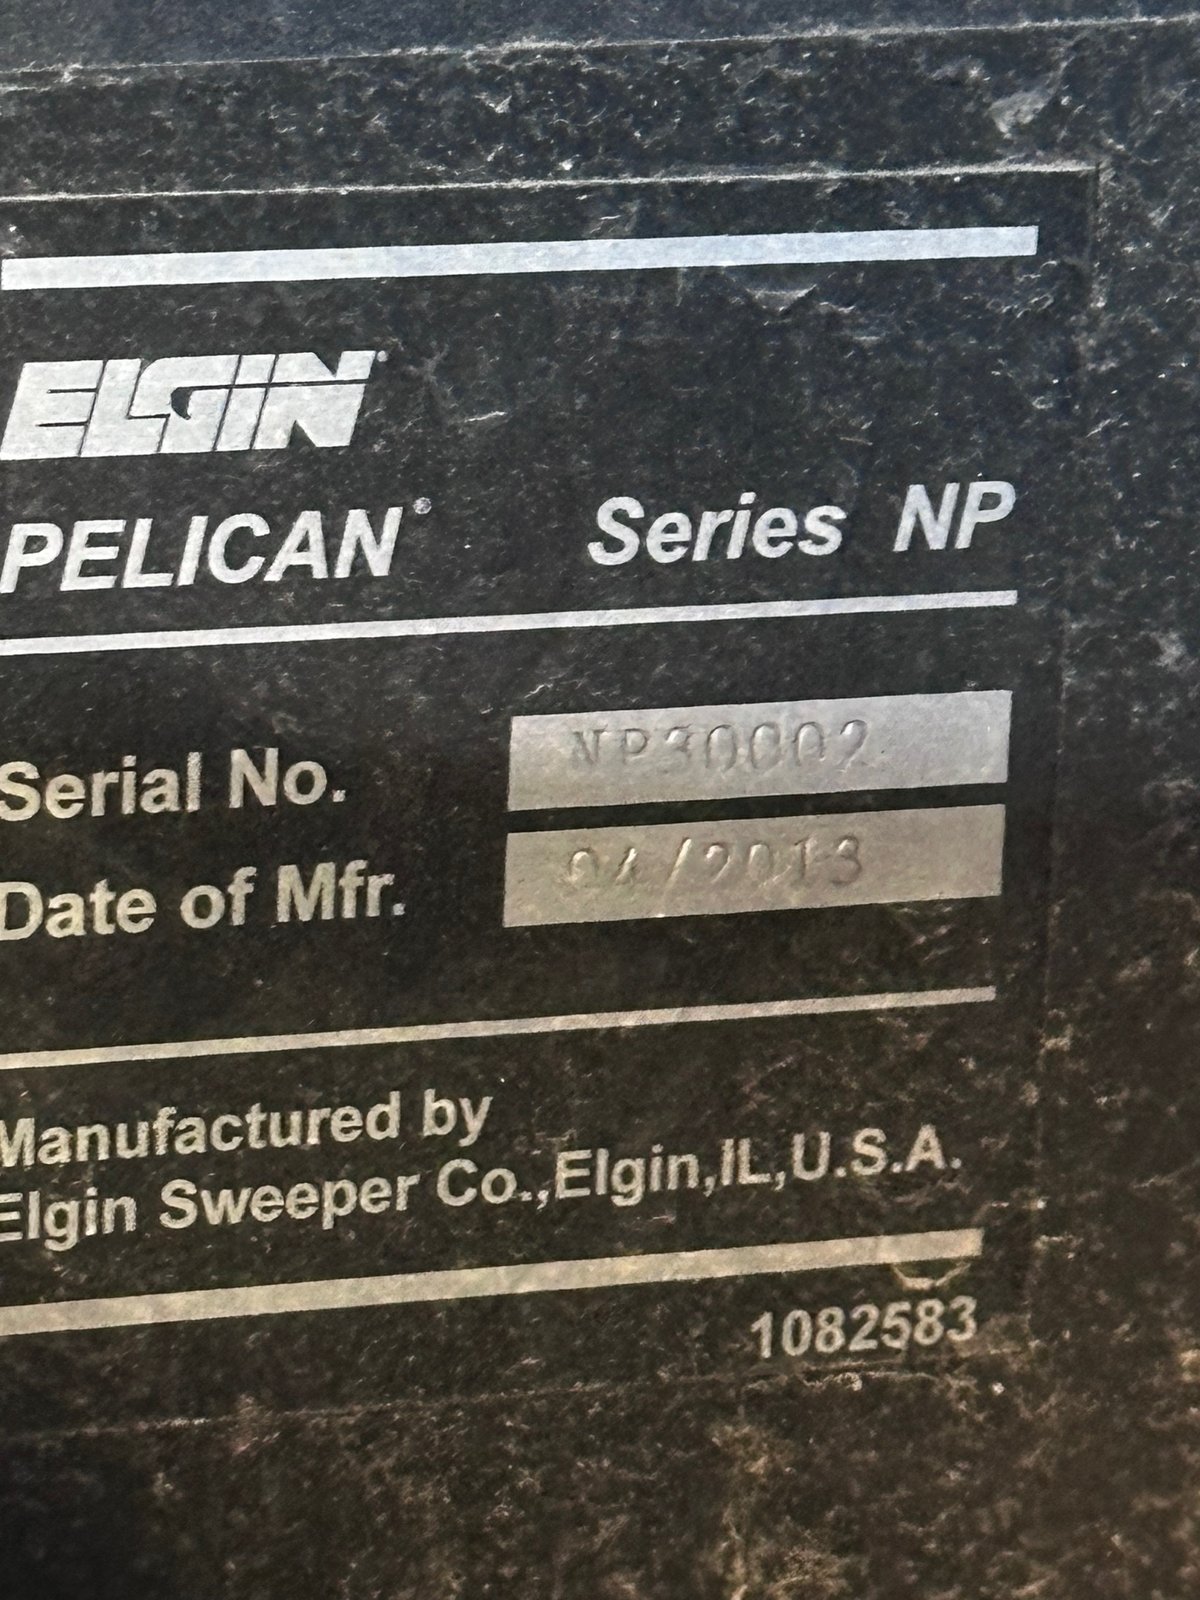 ELGIN
PELICAN® Series NP
Serial No. NP30002
Date of Mfr. 04/2013
Manufactured by
Elgin Sweeper Co.,Elgin,IL,U.S.A.
1082583